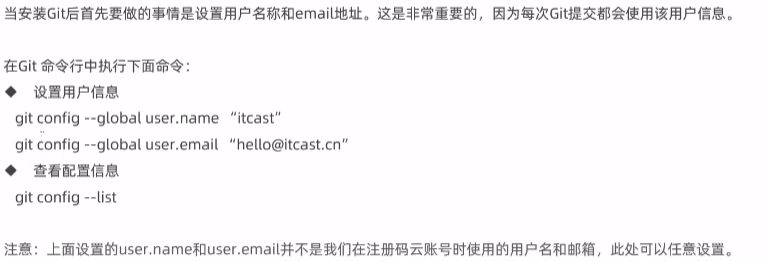 当安装Git后首先要做的事情是设置用户名称和email地址。这是非常重要的，因为每次Git提交都会使用该用户信息。
在Git 命令行中执行下面命令：
◆ 设置用户信息
git config --global user.name “itcast”
git config --global user.email “hello@itcast.cn”
◆ 查看配置信息
git config --list
注意：上面设置的user.name和user.email并不是我们在注册码云账号时使用的用户名和邮箱，此处可以任意设置。